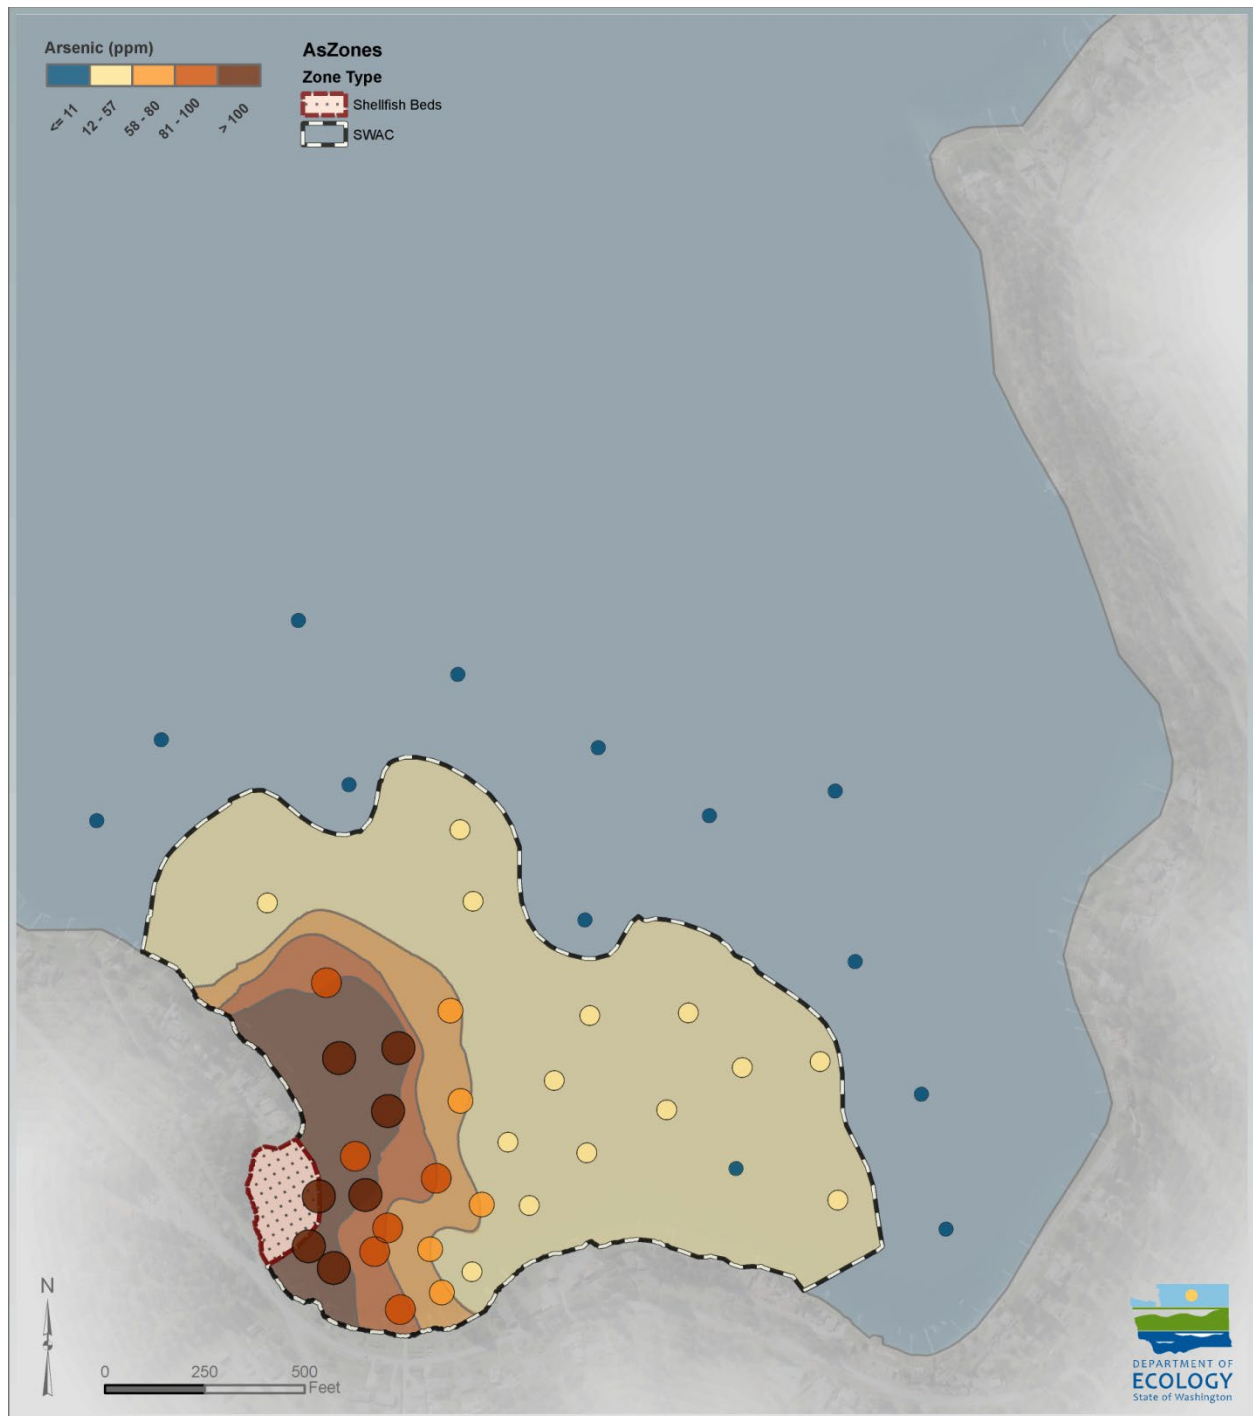 Arsenic (ppm)
<= 11
12 - 57
58 - 80
81 - 100
> 100
AsZones
Zone Type
Shellfish Beds
SWAC
N
0 250 500
Feet
DEPARTMENT OF
ECOLOGY
State of Washington